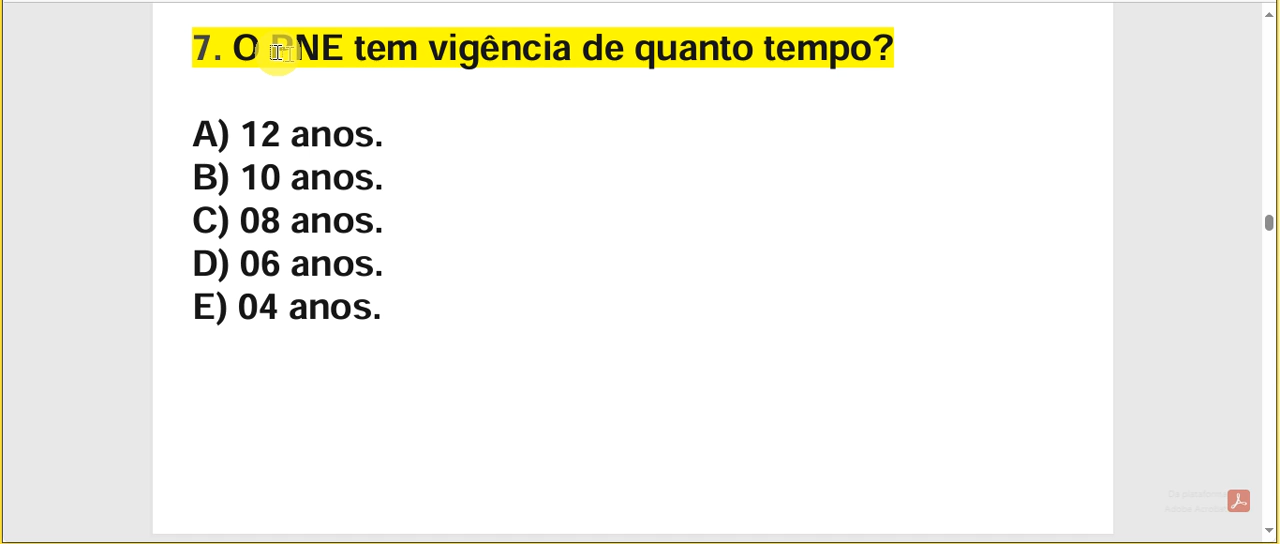 7. O PNE tem vigência de quanto tempo?
A) 12 anos.
B) 10 anos.
C) 08 anos.
D) 06 anos.
E) 04 anos.